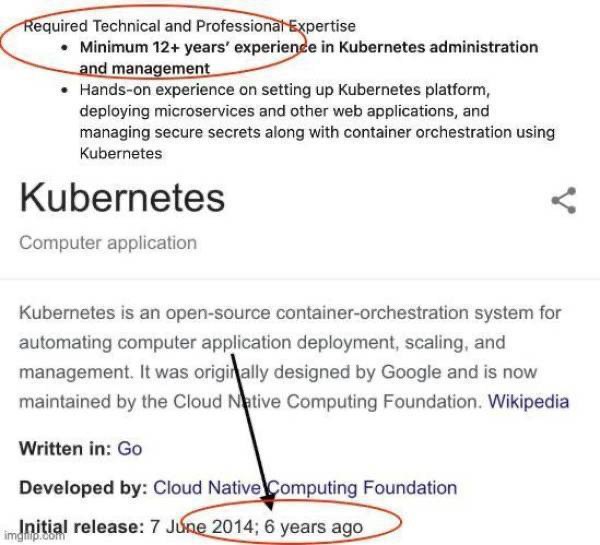 Required Technical and Professional Expertise
• Minimum 12+ years' experience in Kubernetes administration
and management
• Hands-on experience on setting up Kubernetes platform,
deploying microservices and other web applications, and
managing secure secrets along with container orchestration using
Kubernetes
Kubernetes
Computer application
Kubernetes is an open-source container-orchestration system for
automating computer application deployment, scaling, and
management. It was originally designed by Google and is now
maintained by the Cloud Native Computing Foundation. Wikipedia
Written in: Go
Developed by: Cloud Native Computing Foundation
Initial release: 7 June 2014; 6 years ago
imgflip.com